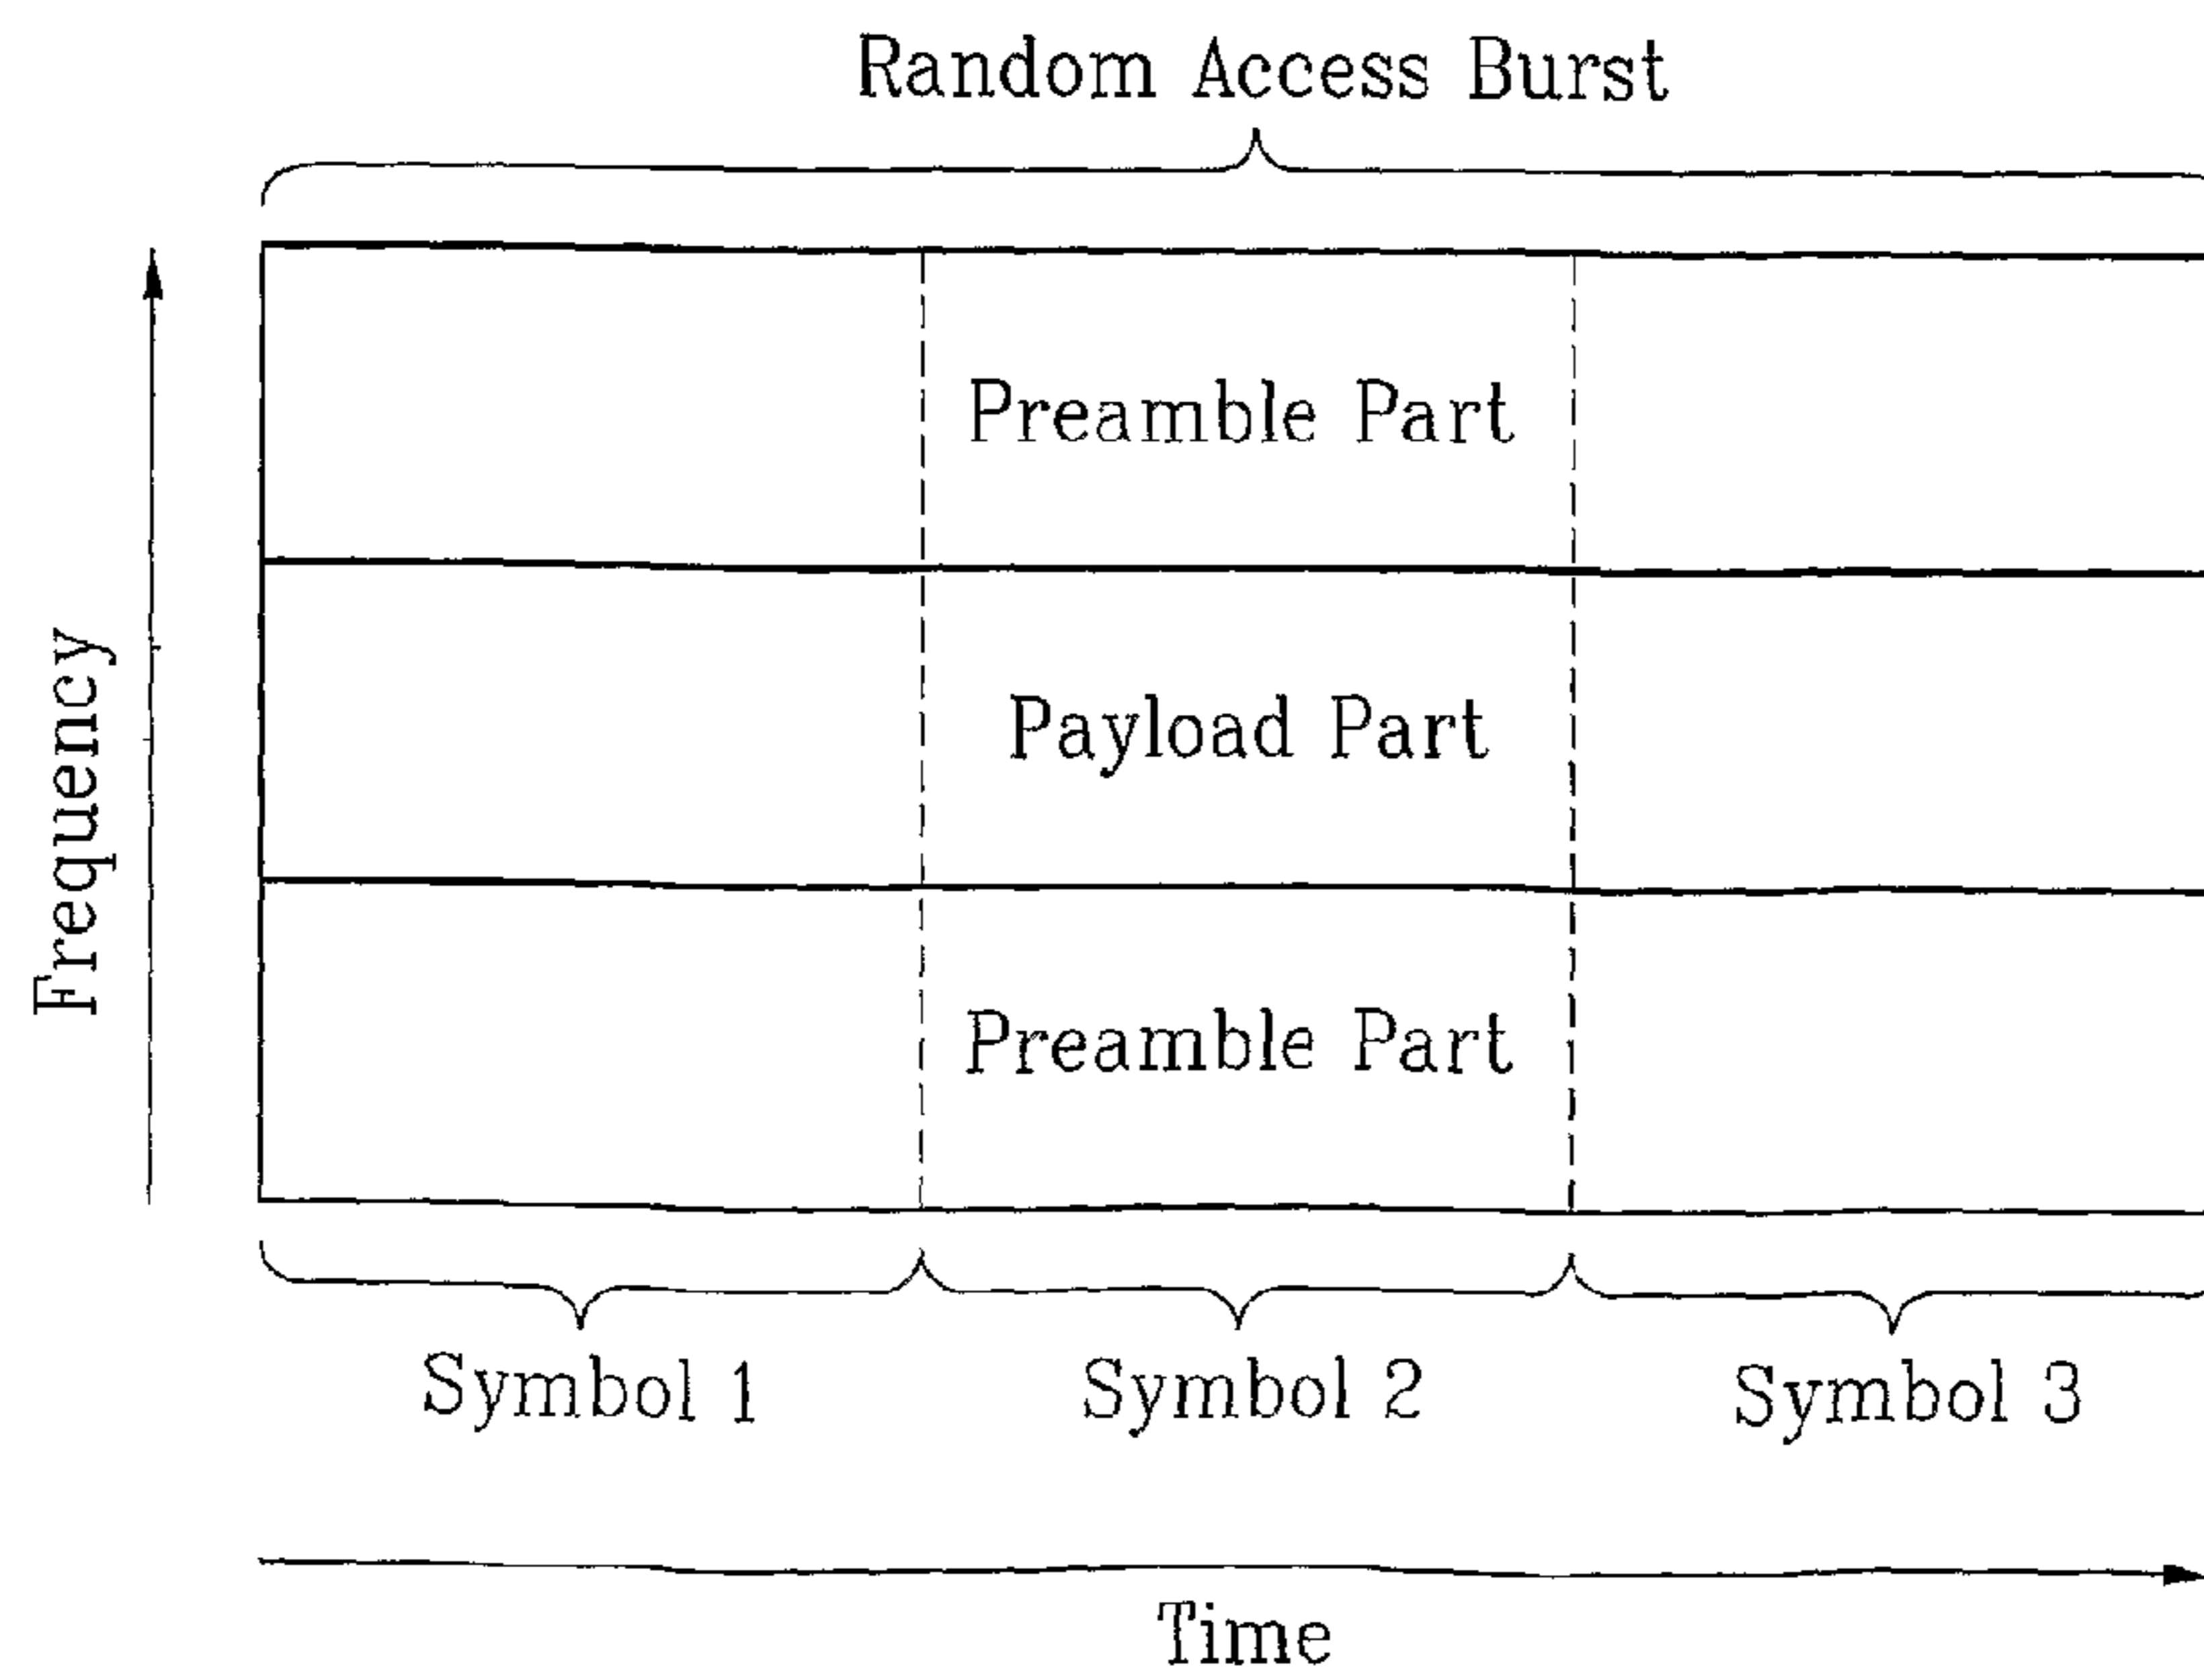 Random Access Burst
Frequency
Preamble Part
Payload Part
Preamble Part
Symbol 1
Symbol 2
Symbol 3
Time